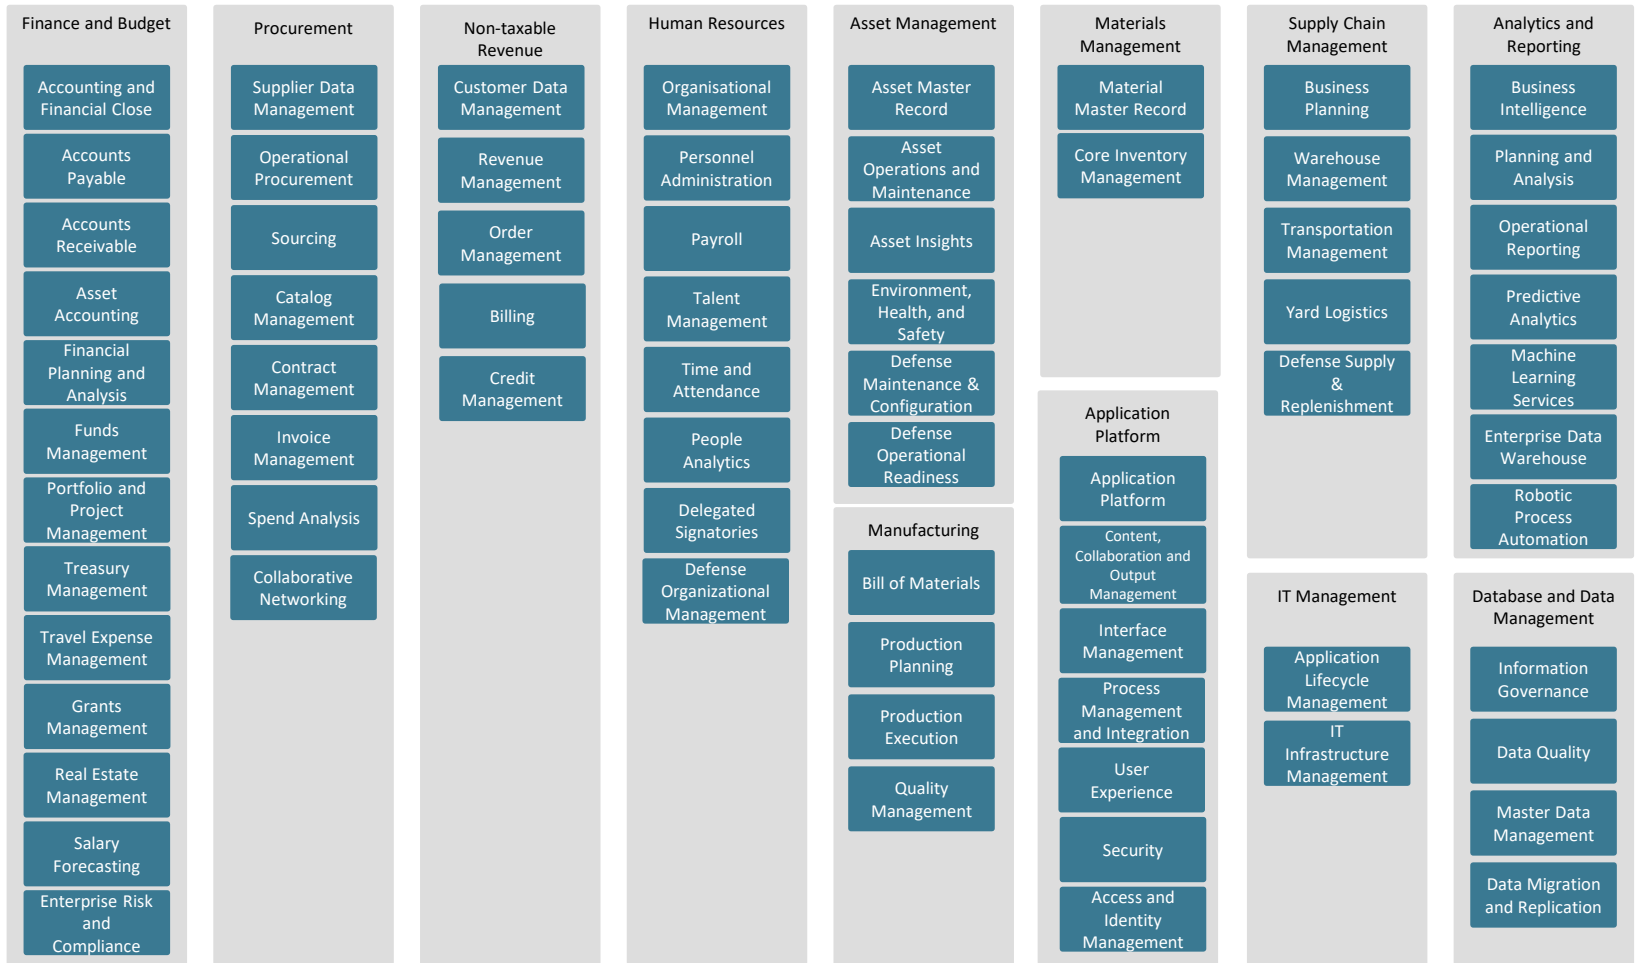 Finance and Budget
Accounting and
Financial Close
Accounts
Payable
Accounts
Receivable
Asset
Accounting
Financial
Planning and
Analysis
Funds
Management
Portfolio and
Project
Management
Treasury
Management
Travel Expense
Management
Grants
Management
Real Estate
Management
Salary
Forecasting
Enterprise Risk
and
Compliance
Procurement
Supplier Data
Management
Operational
Procurement
Sourcing
Catalog
Management
Contract
Management
Invoice
Management
Spend Analysis
Collaborative
Networking
Non-taxable
Revenue
Customer Data
Management
Revenue
Management
Order
Management
Billing
Credit
Management
Human Resources
Organisational
Management
Personnel
Administration
Payroll
Talent
Management
Time and
Attendance
People
Analytics
Delegated
Signatories
Defense
Organizational
Management
Asset Management
Asset Master
Record
Asset
Operations and
Maintenance
Asset Insights
Environment,
Health, and
Safety
Defense
Maintenance &
Configuration
Defense
Operational
Readiness
Manufacturing
Bill of Materials
Production
Planning
Production
Execution
Quality
Management
Materials
Management
Material
Master Record
Core Inventory
Management
Application
Platform
Application
Platform
Content,
Collaboration and
Output
Management
Interface
Management
Process
Management
and Integration
User
Experience
Security
Access and
Identity
Management
Supply Chain
Management
Business
Planning
Warehouse
Management
Transportation
Management
Yard Logistics
Defense Supply
&
Replenishment
IT Management
Application
Lifecycle
Management
IT
Infrastructure
Management
Analytics and
Reporting
Business
Intelligence
Planning and
Analysis
Operational
Reporting
Predictive
Analytics
Machine
Learning
Services
Enterprise Data
Warehouse
Robotic
Process
Automation
Database and Data
Management
Information
Governance
Data Quality
Master Data
Management
Data Migration
and Replication